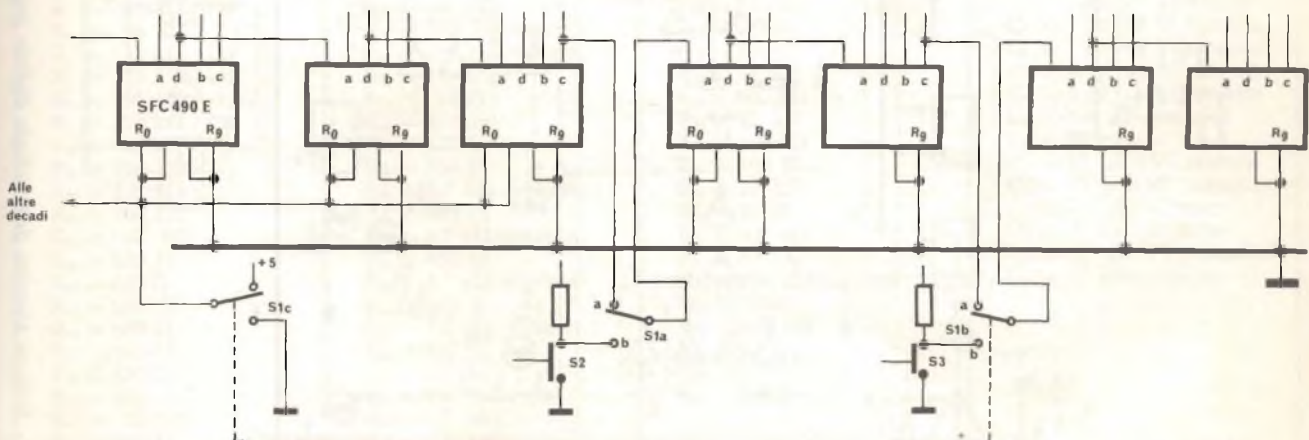 a d b c
a d b c
a d b c
a d b c
a d b c
a d b c
a d b c
SFC 490 E
R0 R9
R0 R9
R0 R9
R0 R9
R9
R9
R9
Alle
altre
decadi
+ 5
S1c
a
S1a
b
S2
a
S1b
b
S3